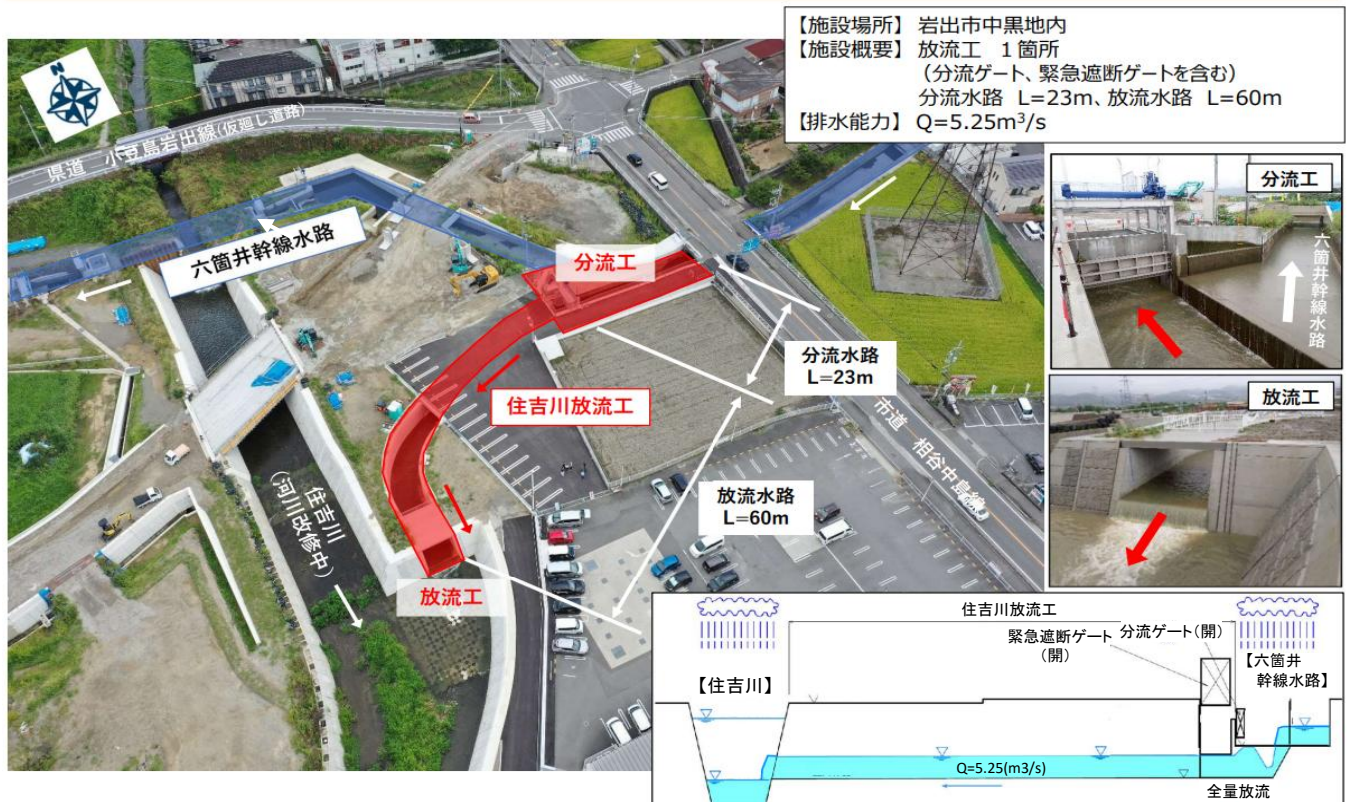 【施設場所】 岩出市中黒地内
【施設概要】 放流工 1箇所
（分流ゲート、緊急遮断ゲートを含む）
分流水路 L=23m、放流水路 L=60m
【排水能力】 Q=5.25m³/s
N
県道 小豆島岩出線(仮廻し道路)
六箇井幹線水路
分流工
住吉川放流工
分流水路
L=23m
市道 相谷中島線
放流水路
L=60m
住吉川
(河川改修中)
放流工
分流工
六箇井幹線水路
放流工
住吉川放流工
緊急遮断ゲート
(開)
分流ゲート(開)
【住吉川】
【六箇井
幹線水路】
Q=5.25(m3/s)
全量放流